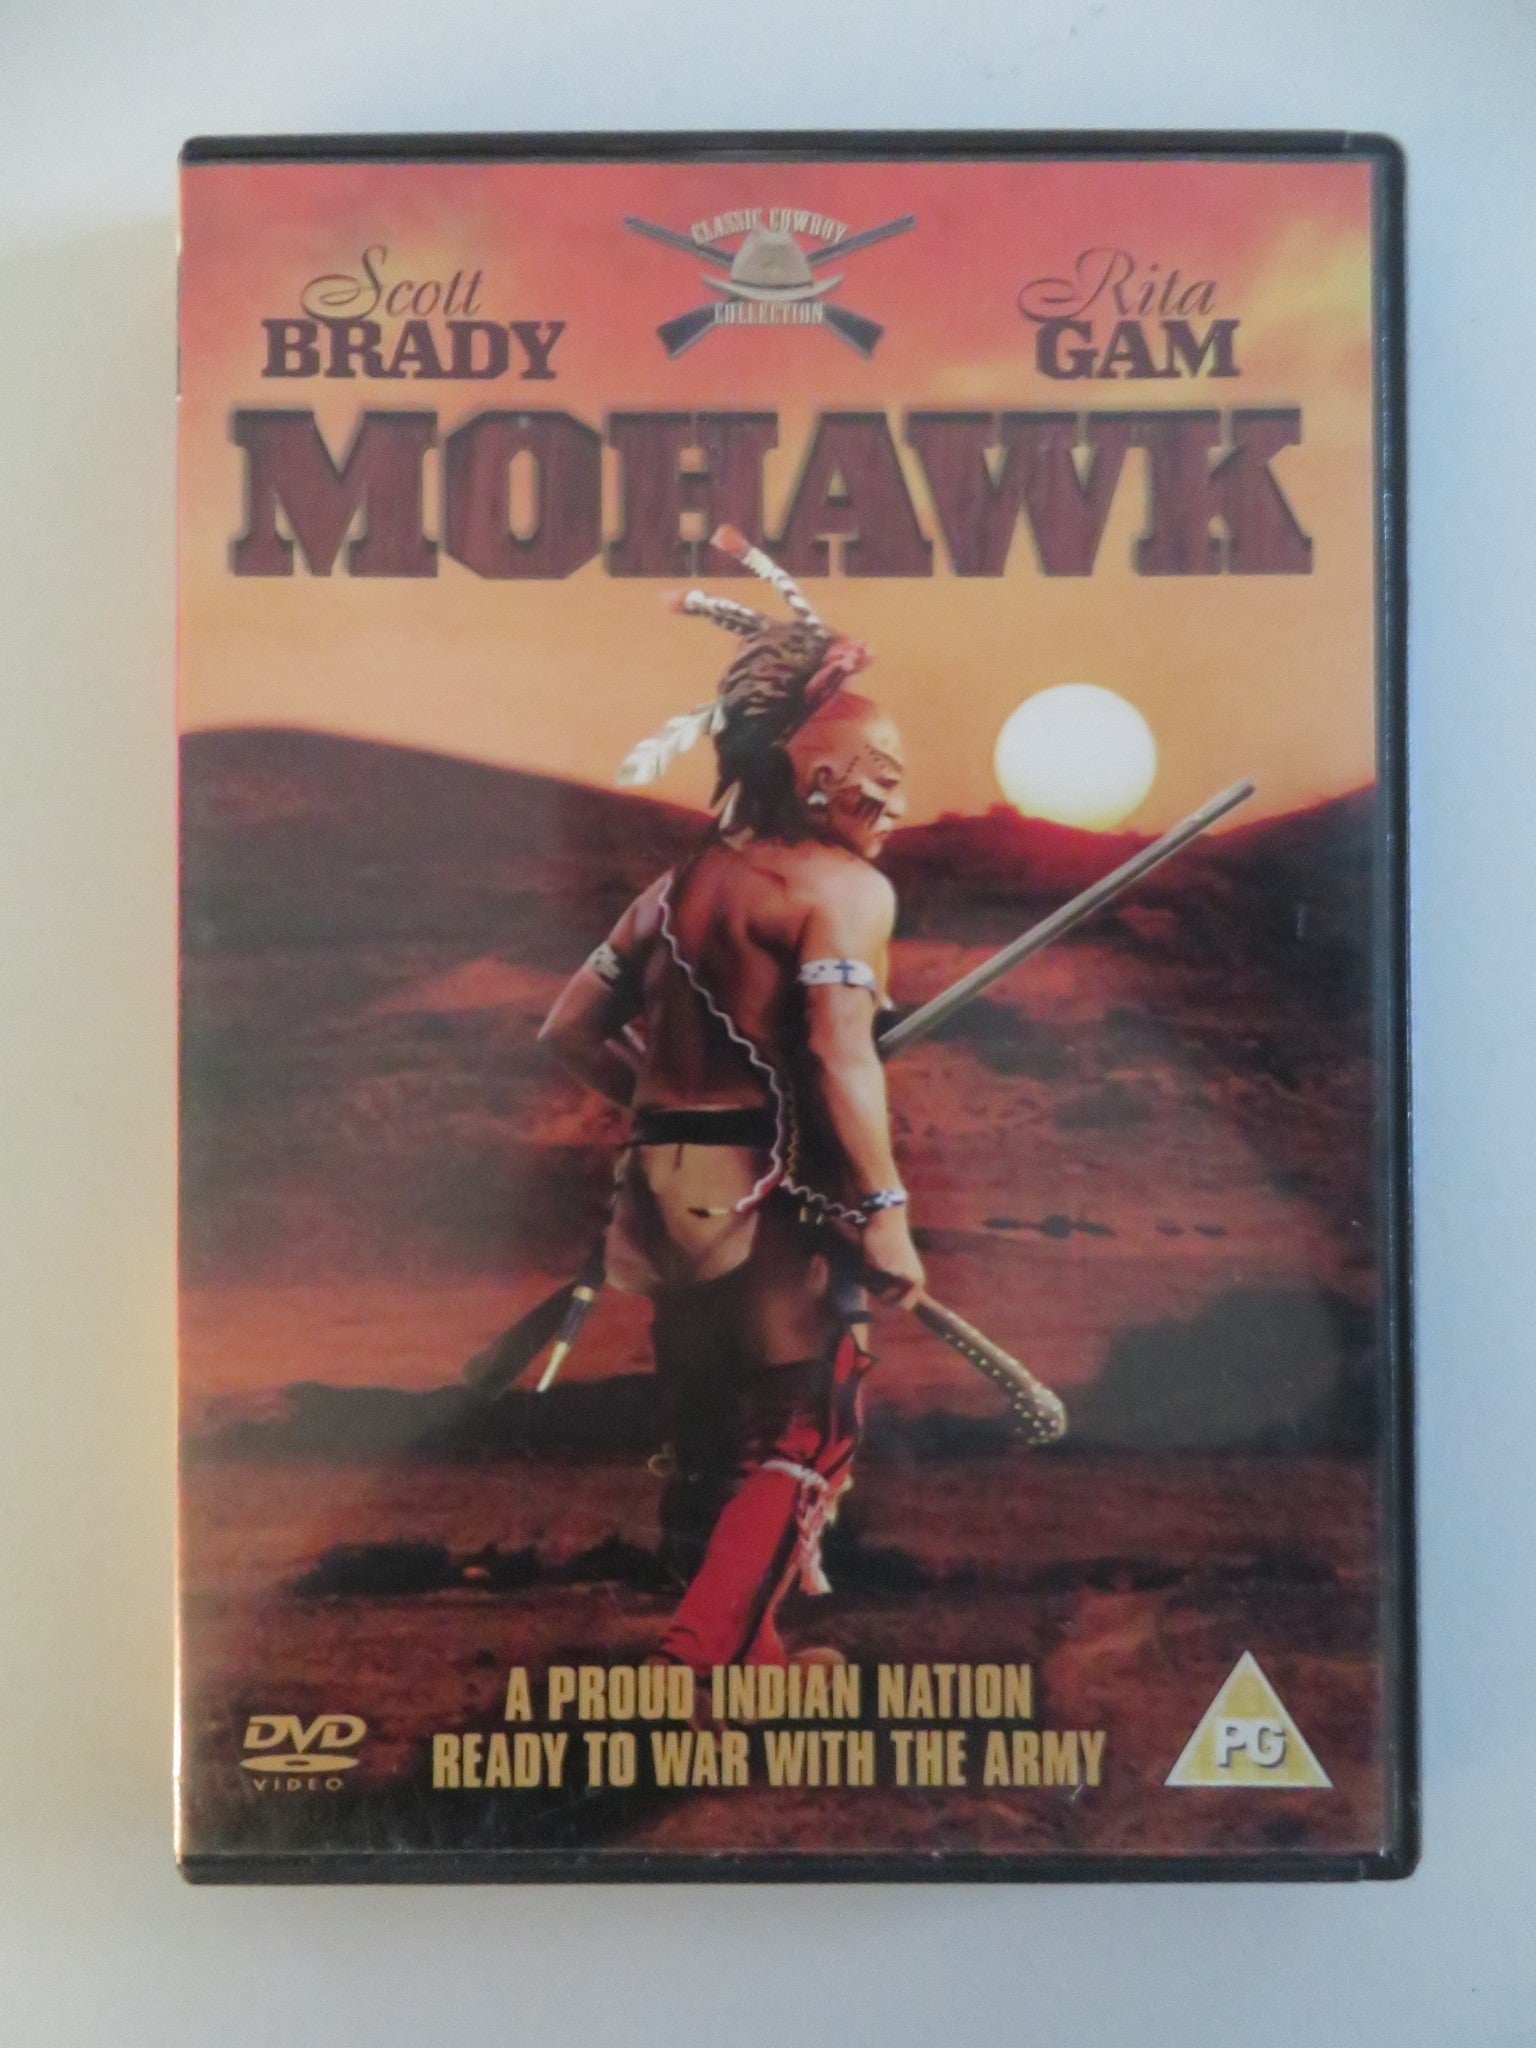 CLASSIC COWBOY
COLLECTION
Scott
BRADY
Rita
GAM
MOHAWK
A PROUD INDIAN NATION
READY TO WAR WITH THE ARMY
DVD
VIDEO
PG